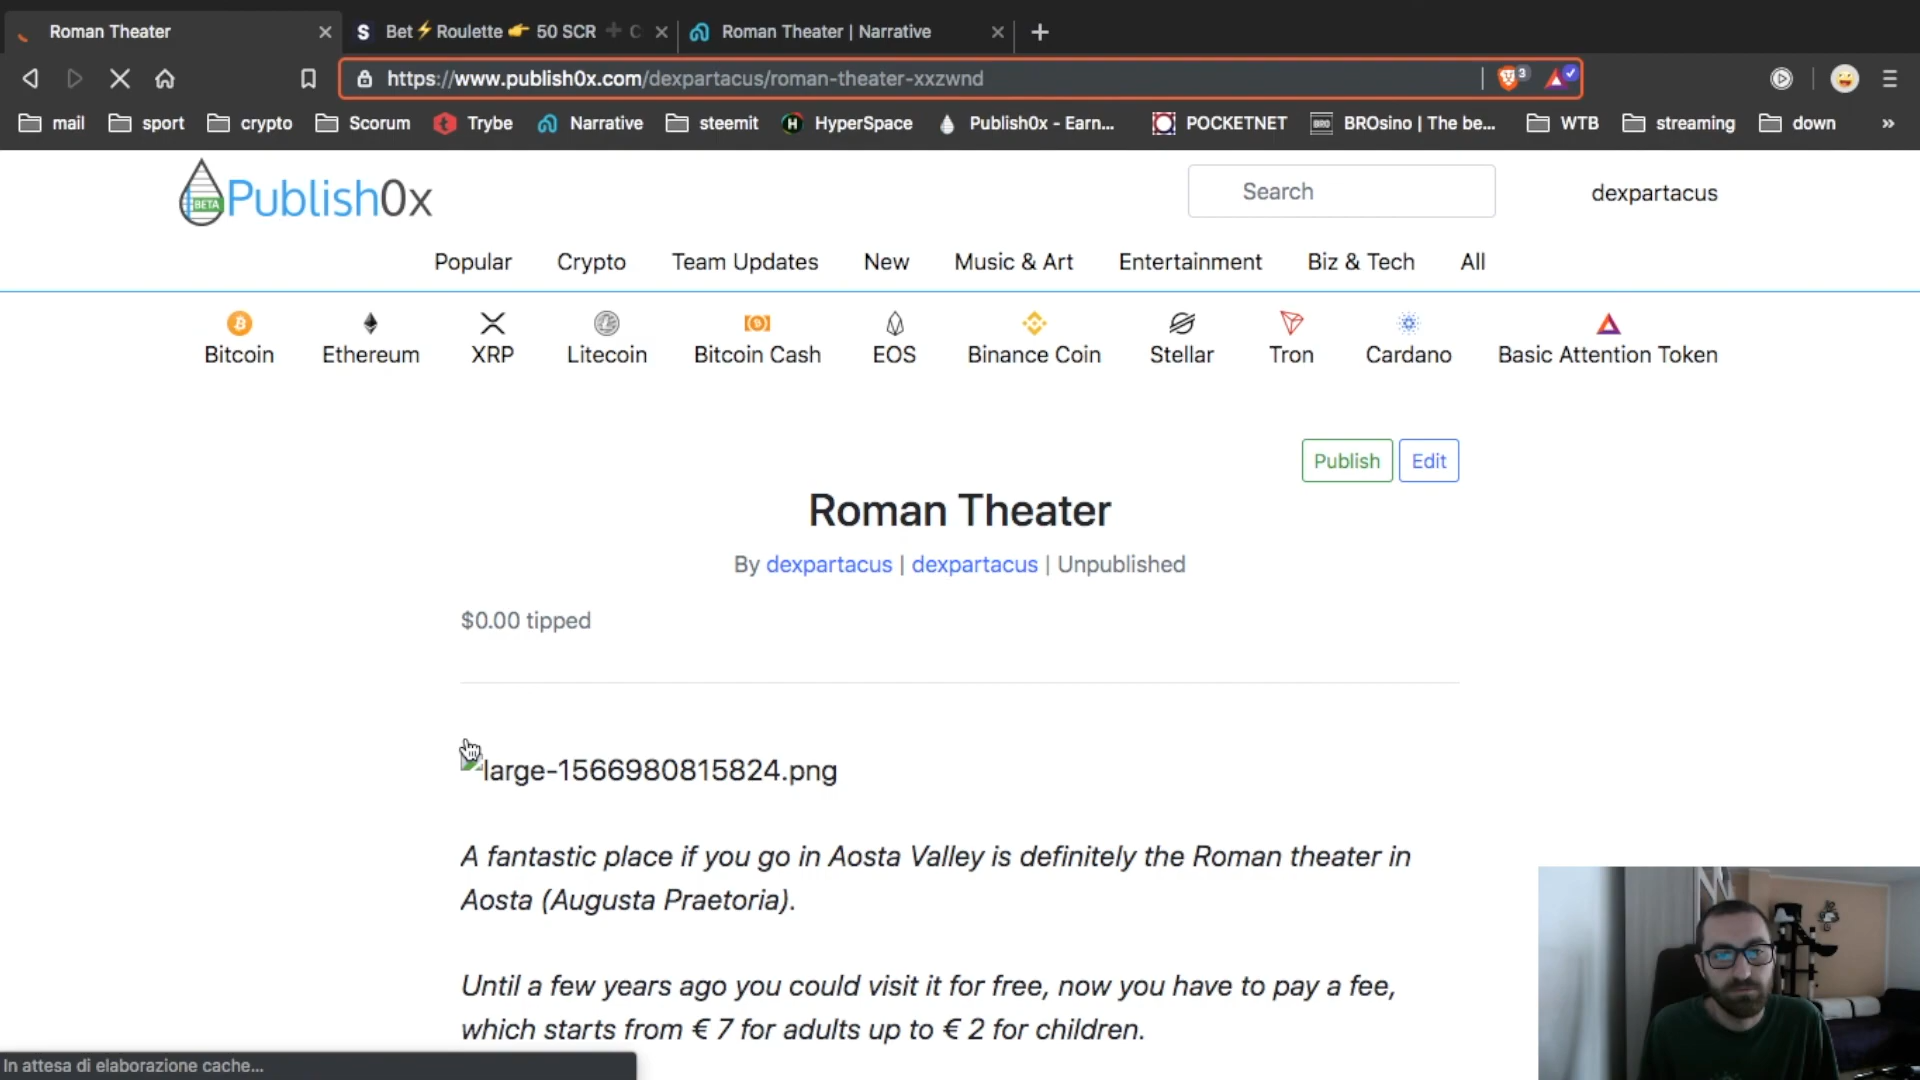 Roman Theater
Bet⚡Roulette 👉 50 SCR ➕ C
Roman Theater | Narrative
https://www.publish0x.com/dexpartacus/roman-theater-xxzwnd
3
mail sport crypto Scorum Trybe Narrative steemit HyperSpace Publish0x - Earn... POCKETNET BROsino | The be... WTB streaming down »
BETA Publish0x
Search
dexpartacus
Popular Crypto Team Updates New Music & Art Entertainment Biz & Tech All
Bitcoin Ethereum XRP Litecoin Bitcoin Cash EOS Binance Coin Stellar Tron Cardano Basic Attention Token
Publish Edit
Roman Theater
By dexpartacus | dexpartacus | Unpublished
$0.00 tipped
large-1566980815824.png
A fantastic place if you go in Aosta Valley is definitely the Roman theater in
Aosta (Augusta Praetoria).
Until a few years ago you could visit it for free, now you have to pay a fee,
which starts from € 7 for adults up to € 2 for children.
In attesa di elaborazione cache...